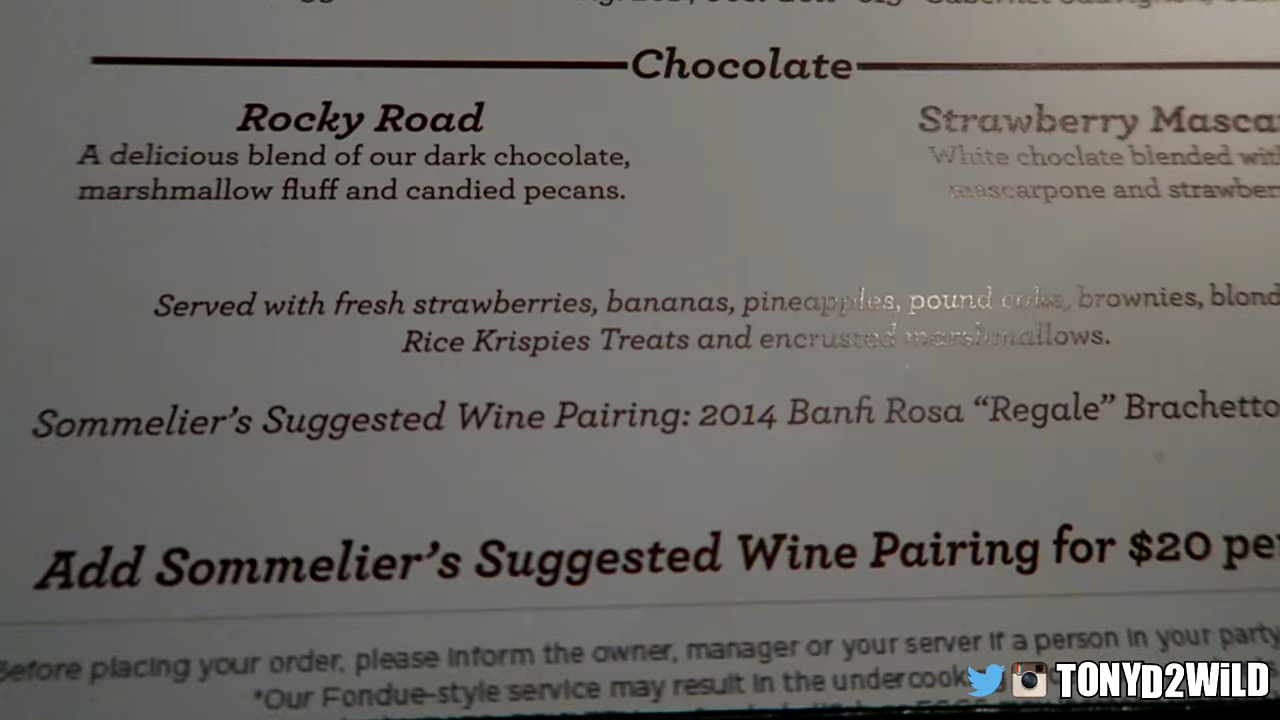 Chocolate
Rocky Road
A delicious blend of our dark chocolate,
marshmallow fluff and candied pecans.
Strawberry Masca
White choclate blended wit
mascarpone and strawber
Served with fresh strawberries, bananas, pineapples, pound cake, brownies, blond
Rice Krispies Treats and encrusted marshmallows.
Sommelier's Suggested Wine Pairing: 2014 Banfi Rosa "Regale" Brachetto
Add Sommelier's Suggested Wine Pairing for $20 pe
Before placing your order, please inform the owner, manager or your server if a person in your party
*Our Fondue-style service may result in the undercook
TONYD2WiLD